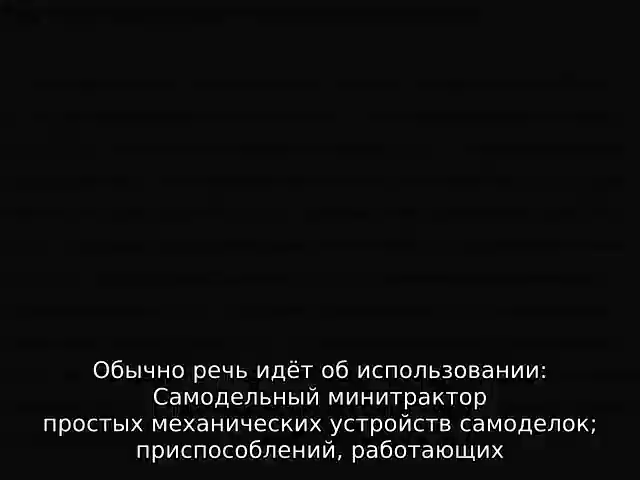 Обычно речь идёт об использовании:
Самодельный минитрактор
простых механических устройств самоделок;
приспособлений, работающих